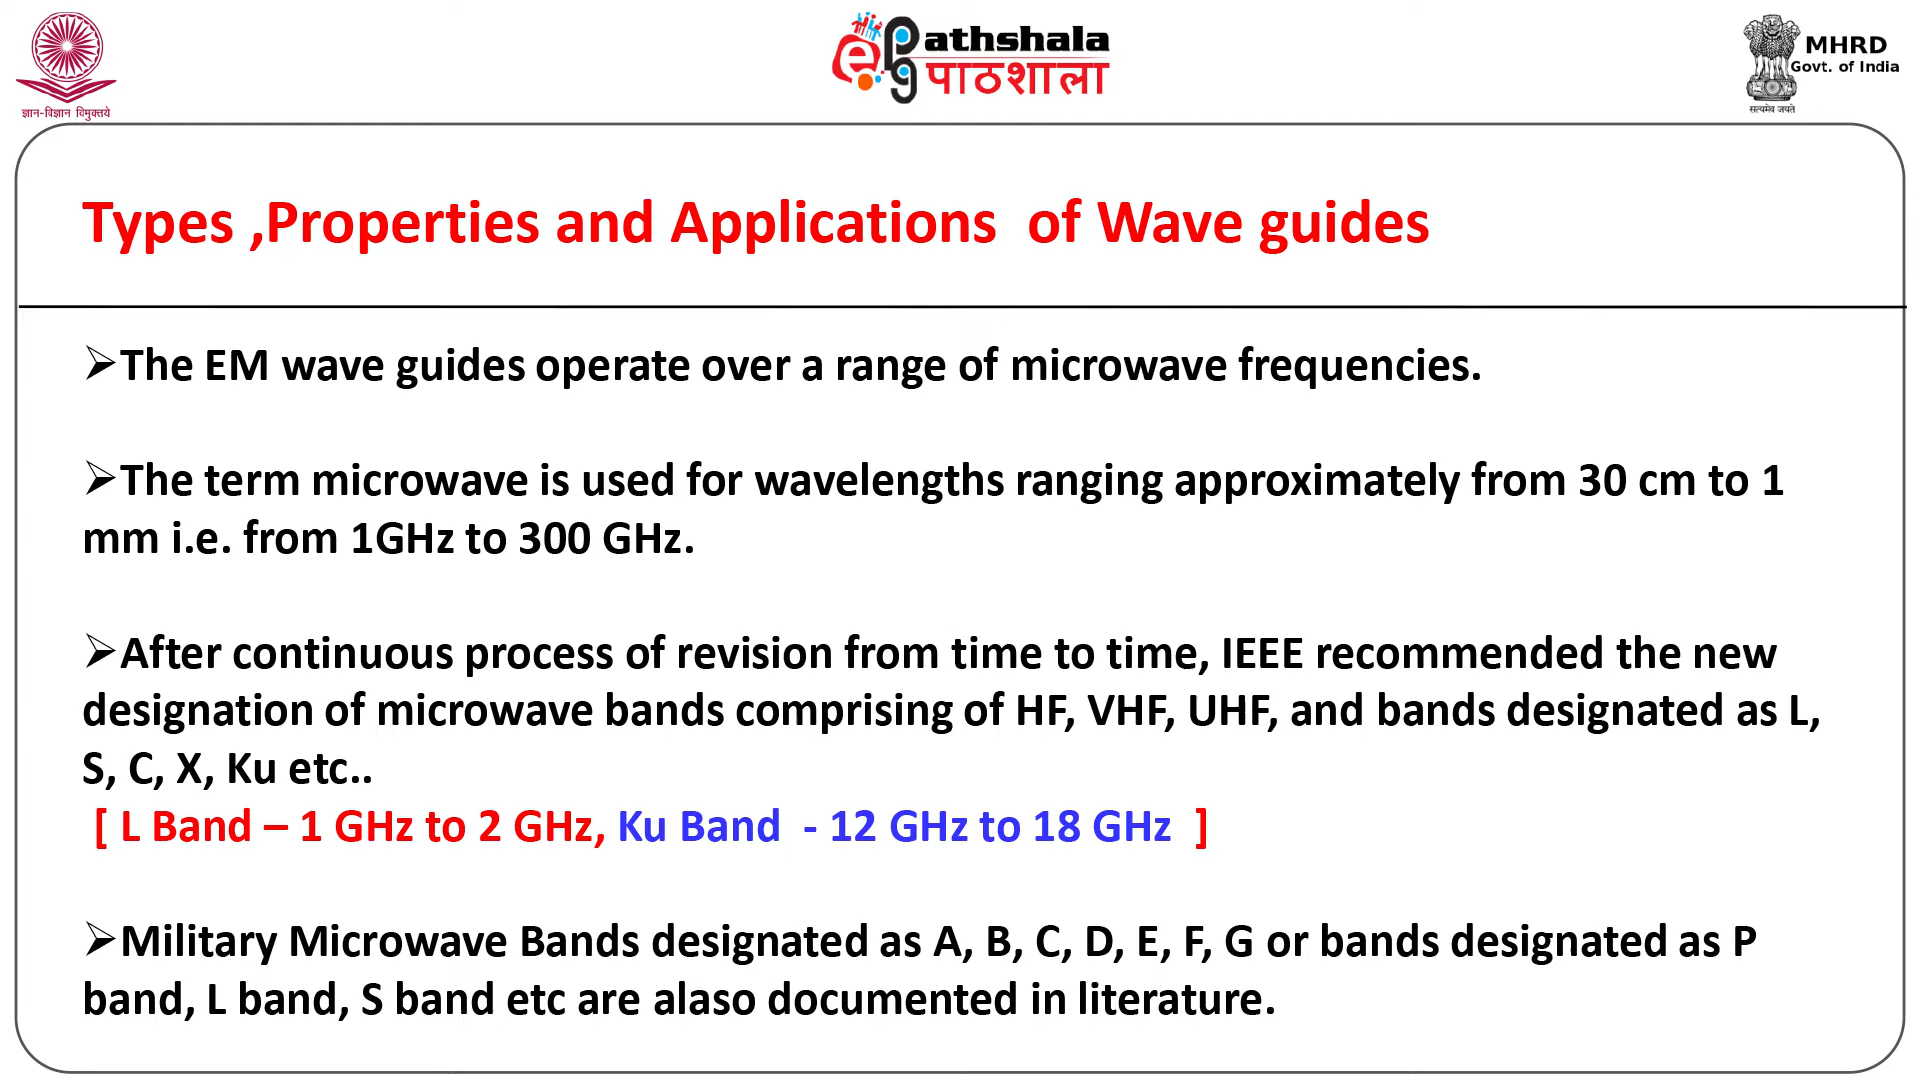 ज्ञान-विज्ञान विमुक्तये
e
Pg
athshala
पाठशाला
MHRD
Govt. of India
सत्यमेव जयते
Types ,Properties and Applications of Wave guides
➢The EM wave guides operate over a range of microwave frequencies.
➢The term microwave is used for wavelengths ranging approximately from 30 cm to 1
mm i.e. from 1GHz to 300 GHz.
➢After continuous process of revision from time to time, IEEE recommended the new
designation of microwave bands comprising of HF, VHF, UHF, and bands designated as L,
S, C, X, Ku etc..
[ L Band – 1 GHz to 2 GHz, Ku Band - 12 GHz to 18 GHz ]
➢Military Microwave Bands designated as A, B, C, D, E, F, G or bands designated as P
band, L band, S band etc are alaso documented in literature.